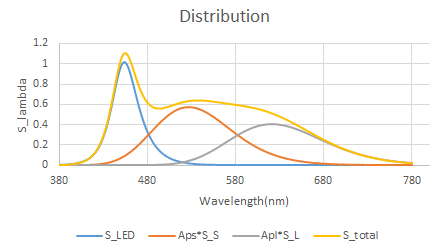 Distribution
1.2
1
0.8
0.6
0.4
0.2
0
S_lambda
380 480 580 680 780
Wavelength(nm)
S_LED Aps*S_S Apl*S_L S_total